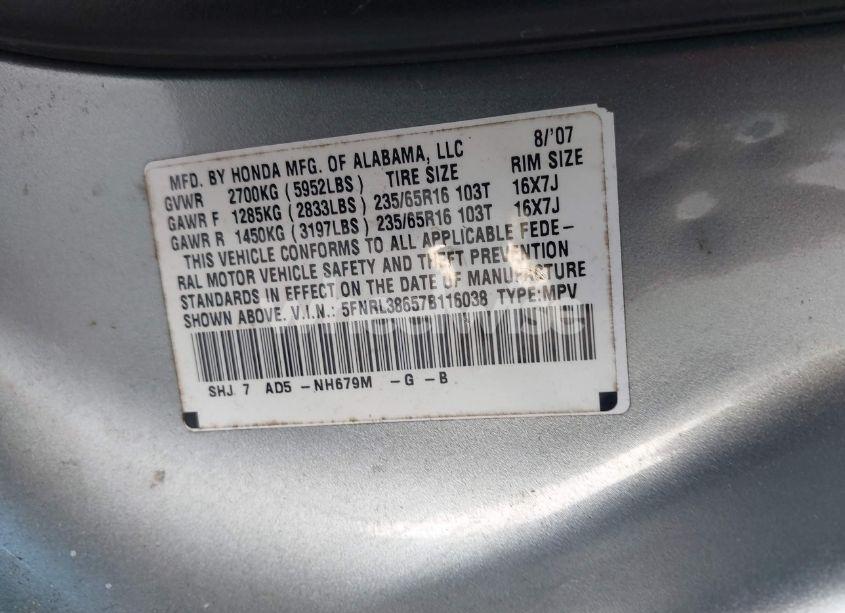 MFD. BY HONDA MFG. OF ALABAMA, LLC 8/'07
GVWR 2700KG (5952LBS) TIRE SIZE RIM SIZE
GAWR F 1285KG (2833LBS) 235/65R16 103T 16X7J
GAWR R 1450KG (3197LBS) 235/65R16 103T 16X7J
THIS VEHICLE CONFORMS TO ALL APPLICABLE FEDE-
RAL MOTOR VEHICLE SAFETY AND THEFT PREVENTION
STANDARDS IN EFFECT ON THE DATE OF MANUFACTURE
SHOWN ABOVE. V.I.N.: 5FNRL38657B116038 TYPE:MPV
SHJ 7 AD5 -NH679M -G -B